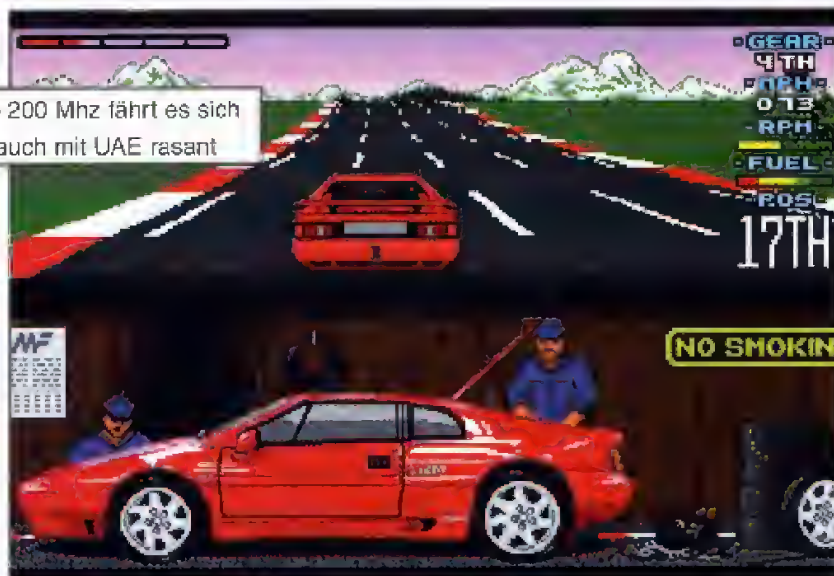 200 Mhz fährt es sich
auch mit UAE rasant
GEAR
4TH
MPH
073
RPM
FUEL
POS
17TH
NO SMOKIN